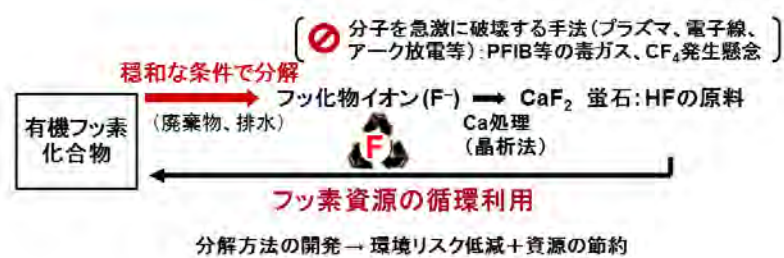 分子を急激に破壊する手法(プラズマ、電子線、
アーク放電等):PFIB等の毒ガス、CF₄発生懸念
穏和な条件で分解
有機フッ素
化合物
(廃棄物、排水)
フッ化物イオン(F⁻)
CaF₂ 蛍石:HFの原料
Ca処理
(晶析法)
F
フッ素資源の循環利用
分解方法の開発→ 環境リスク低減+資源の節約